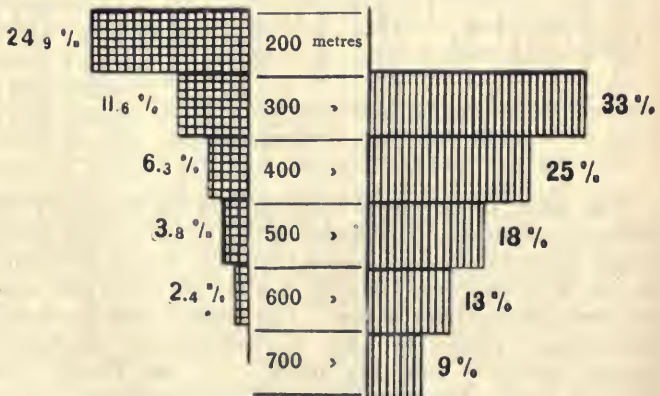 24.9 % 200 metres
11.6 % 300 » 33 %
6.3 % 400 » 25 %
3.8 % 500 » 18 %
2.4 % 600 » 13 %
700 » 9 %